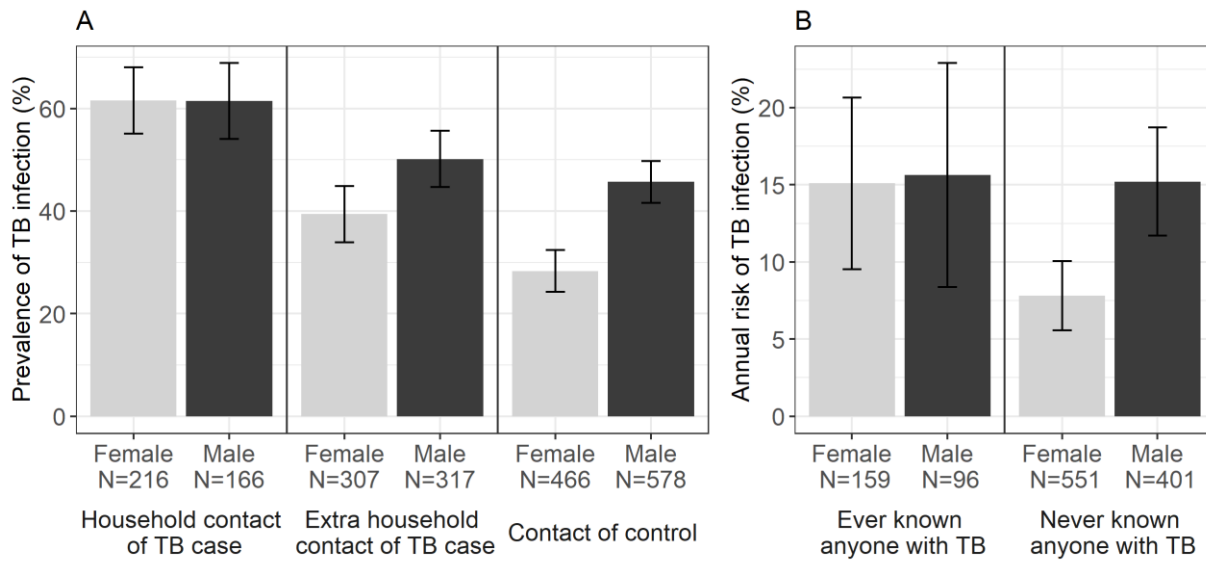 A
Prevalence of TB infection (%)
60
40
20
0
Female Male Female Male Female Male
N=216 N=166 N=307 N=317 N=466 N=578
Household contact
of TB case
Extra household
contact of TB case
Contact of control
B
Annual risk of TB infection (%)
20
15
10
5
0
Female Male Female Male
N=159 N=96 N=551 N=401
Ever known
anyone with TB
Never known
anyone with TB